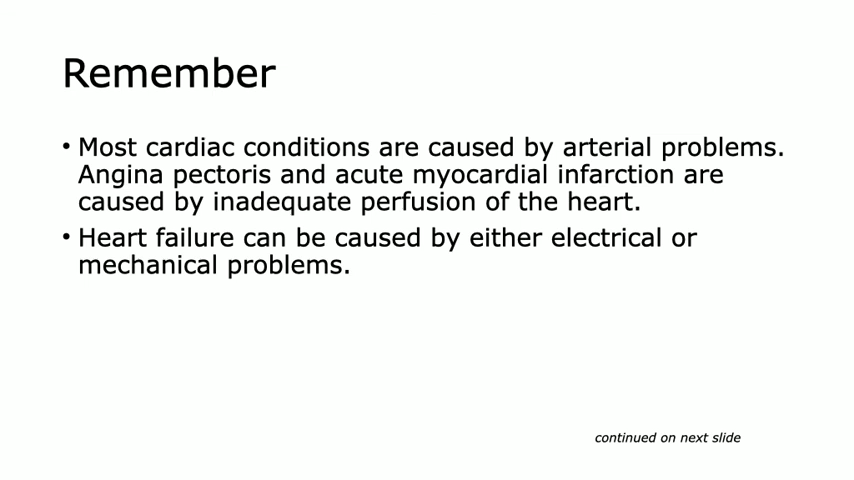 Remember
• Most cardiac conditions are caused by arterial problems.
Angina pectoris and acute myocardial infarction are
caused by inadequate perfusion of the heart.
• Heart failure can be caused by either electrical or
mechanical problems.
continued on next slide